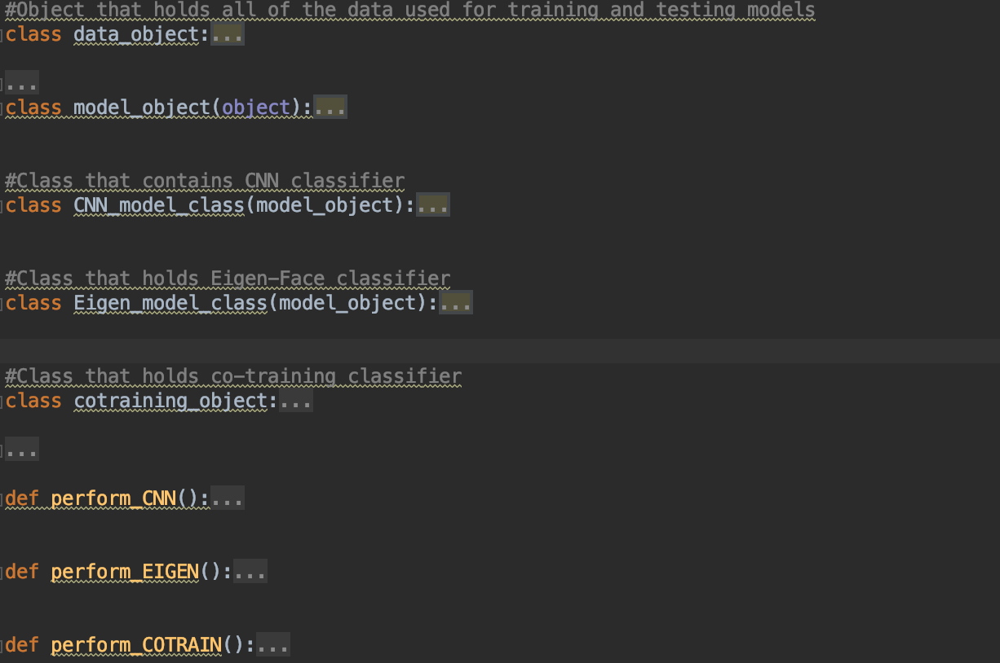 #Object that holds all of the data used for training and testing models
class data_object:...
...
class model_object(object):...
#Class that contains CNN classifier
class CNN_model_class(model_object):...
#Class that holds Eigen-Face classifier
class Eigen_model_class(model_object):...
#Class that holds co-training classifier
class cotraining_object:...
...
def perform_CNN():...
def perform_EIGEN():...
def perform_COTRAIN():...